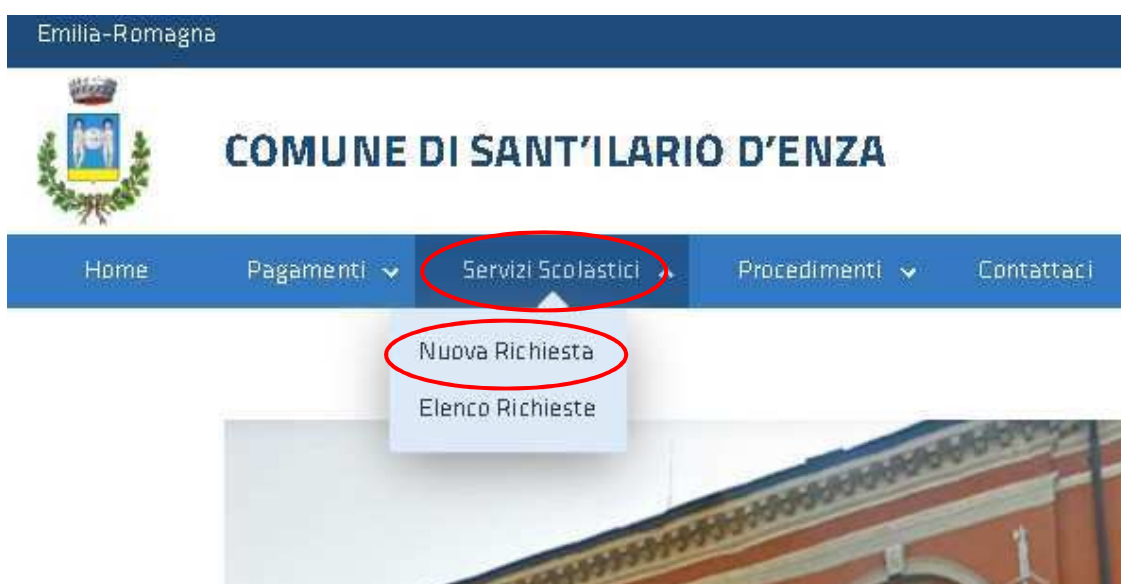 Emilia-Romagna
COMUNE DI SANT'ILARIO D'ENZA
Home Pagamenti Servizi Scolastici Procedimenti Contattaci
Nuova Richiesta
Elenco Richieste